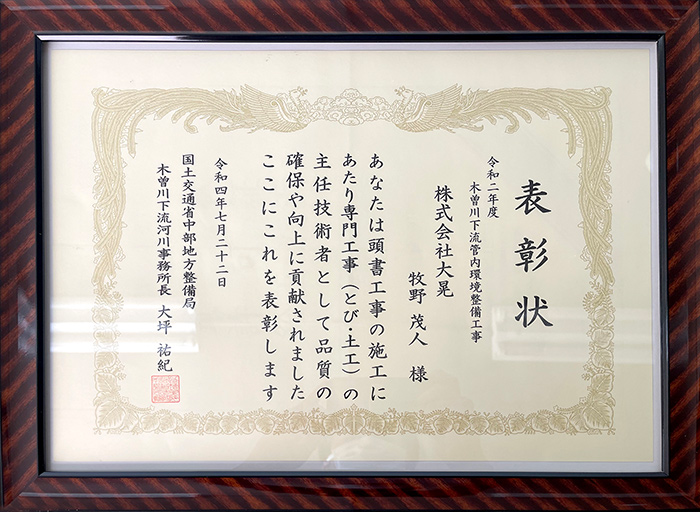 表彰状
令和二年度
木曽川下流管内環境整備工事
株式会社大晃
牧野 茂人 様
あなたは頭書工事の施工に
あたり専門工事(とび・土工)の
主任技術者として品質の
確保や向上に貢献されました
ここにこれを表彰します
令和四年七月二十二日
国土交通省中部地方整備局
木曽川下流河川事務所長 大坪 祐紀